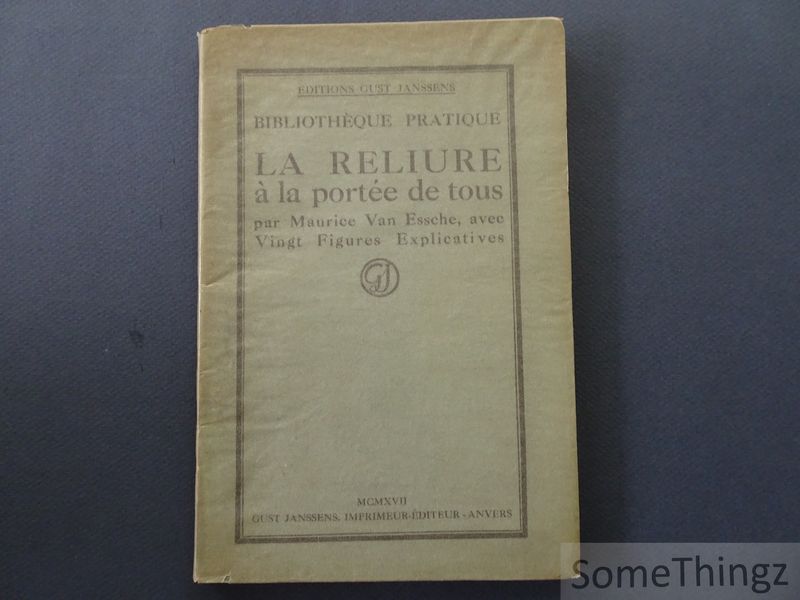 EDITIONS GUST JANSSENS
BIBLIOTHÈQUE PRATIQUE
LA RELIURE
à la portée de tous
par Maurice Van Essche, avec
Vingt Figures Explicatives
GJ
MCMXVII
GUST JANSSENS, IMPRIMEUR-ÉDITEUR - ANVERS
SomeThingz